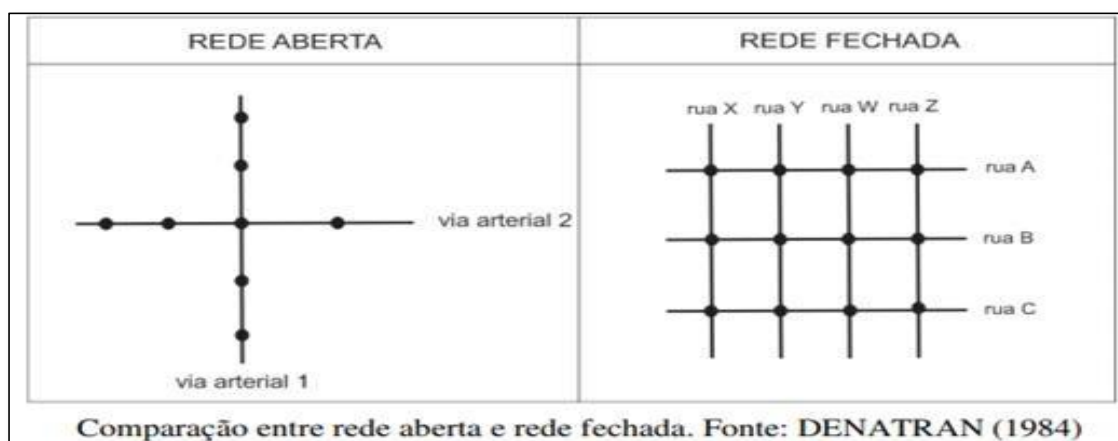 REDE ABERTA
REDE FECHADA
via arterial 2
via arterial 1
rua X rua Y rua W rua Z
rua A
rua B
rua C
Comparação entre rede aberta e rede fechada. Fonte: DENATRAN (1984)